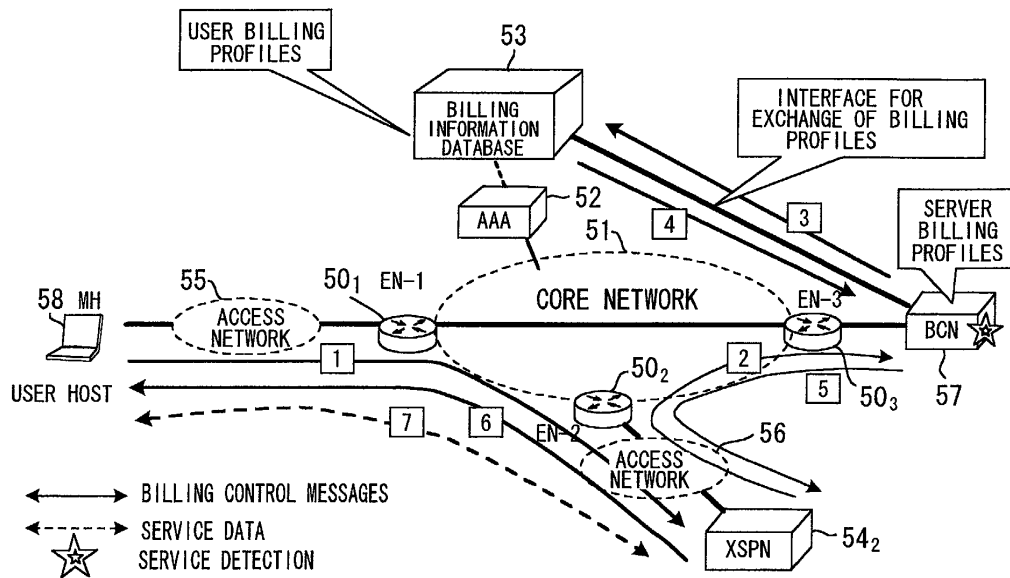 USER BILLING
PROFILES
53
BILLING
INFORMATION
DATABASE
INTERFACE FOR
EXCHANGE OF BILLING
PROFILES
52
AAA
4
3
SERVER
BILLING
PROFILES
51
55
50₁
EN-1
CORE NETWORK
EN-3
58
MH
ACCESS
NETWORK
BCN
1
2
50₂
5
50₃
57
USER HOST
7
6
EN-2
56
ACCESS
NETWORK
BILLING CONTROL MESSAGES
SERVICE DATA
SERVICE DETECTION
XSPN
54₂